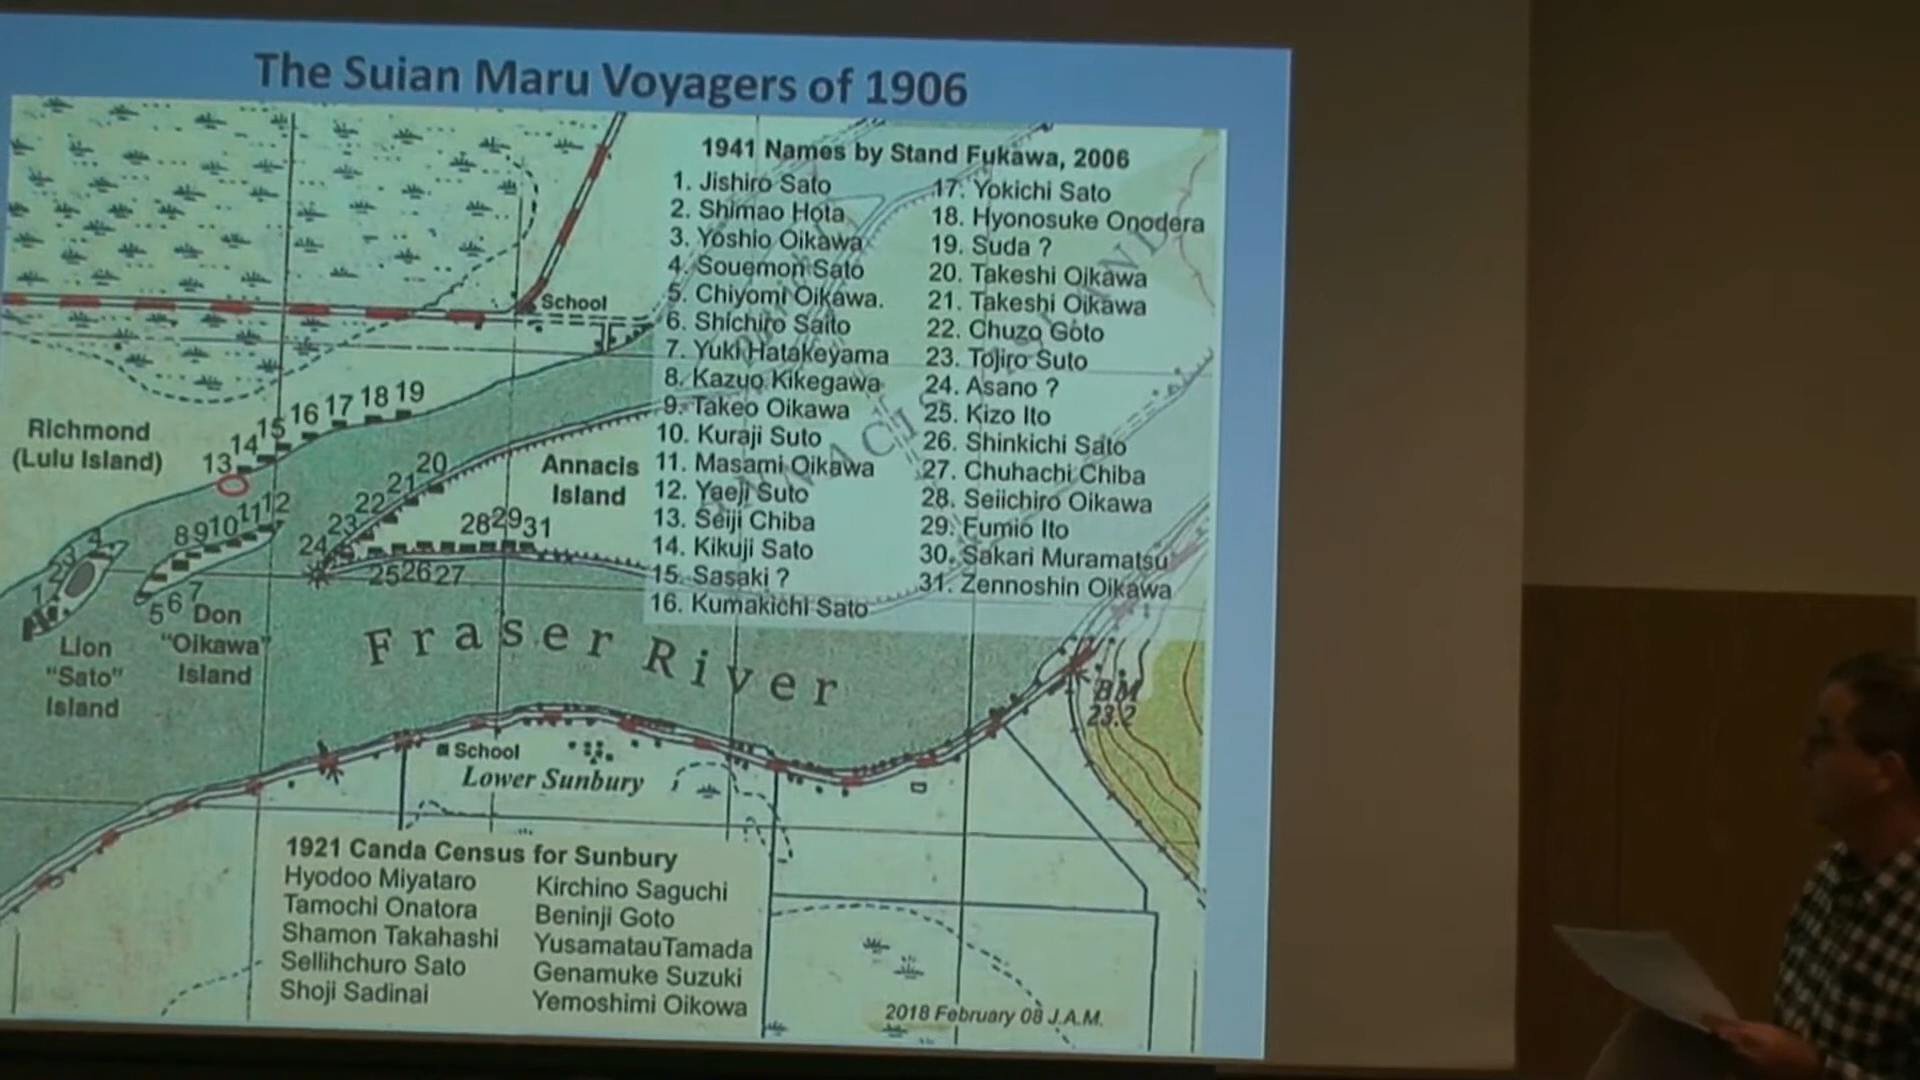 The Suian Maru Voyagers of 1906
1941 Names by Stand Fukawa, 2006
1. Jishiro Sato
2. Shimao Hota
3. Yoshio Oikawa
4. Souemon Sato
5. Chiyomi Oikawa.
6. Shichiro Saito
7. Yuki Hatakeyama
8. Kazuo Kikegawa
9. Takeo Oikawa
10. Kuraji Suto
11. Masami Oikawa
12. Yaeji Suto
13. Seiji Chiba
14. Kikuji Sato
15. Sasaki ?
16. Kumakichi Sato
17. Yokichi Sato
18. Hyonosuke Onodera
19. Suda ?
20. Takeshi Oikawa
21. Takeshi Oikawa
22. Chuzo Goto
23. Tojiro Suto
24. Asano ?
25. Kizo Ito
26. Shinkichi Sato
27. Chuhachi Chiba
28. Seiichiro Oikawa
29. Fumio Ito
30. Sakari Muramatsu
31. Zennoshin Oikawa
School
Richmond
(Lulu Island)
13 14 15 16 17 18 19
Annacis
Island
20
21
22
23
24
8 9 10 11 12
28 29 31
25 26 27
1 2 3 4
5 6 7
Lion
"Sato"
Island
Don
"Oikawa"
Island
Fraser River
BM
23.2
School
Lower Sunbury
1921 Canda Census for Sunbury
Hyodoo Miyataro
Tamochi Onatora
Shamon Takahashi
Sellihchuro Sato
Shoji Sadinai
Kirchino Saguchi
Beninji Goto
YusamatauTamada
Genamuke Suzuki
Yemoshimi Oikowa
2018 February 08 J.A.M.